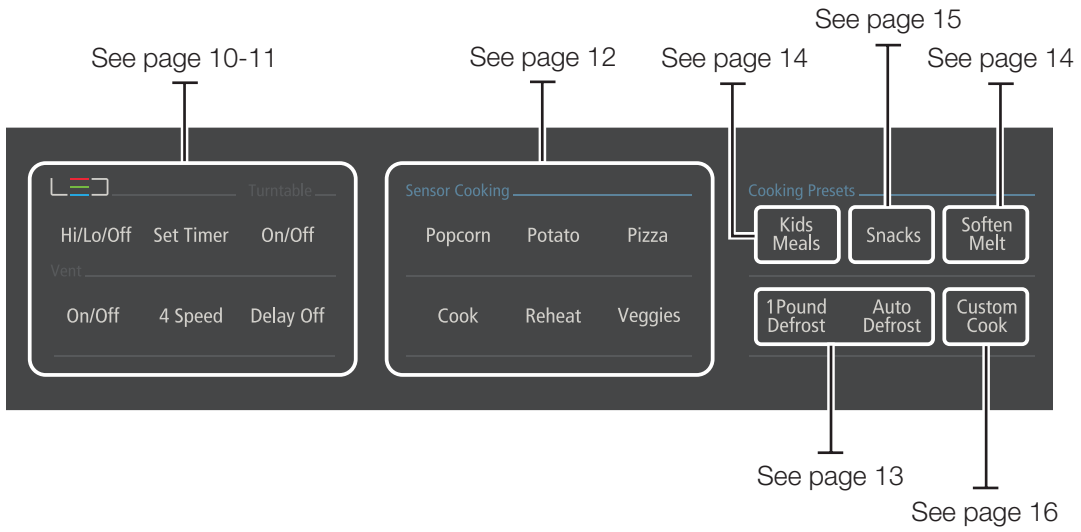 See page 15
See page 10-11
See page 12
See page 14
See page 14
LED
Turntable
Hi/Lo/Off
Set Timer
On/Off
Vent
On/Off
4 Speed
Delay Off
Sensor Cooking
Popcorn
Potato
Pizza
Cook
Reheat
Veggies
Cooking Presets
Kids
Meals
Snacks
Soften
Melt
1Pound
Defrost
Auto
Defrost
Custom
Cook
See page 13
See page 16